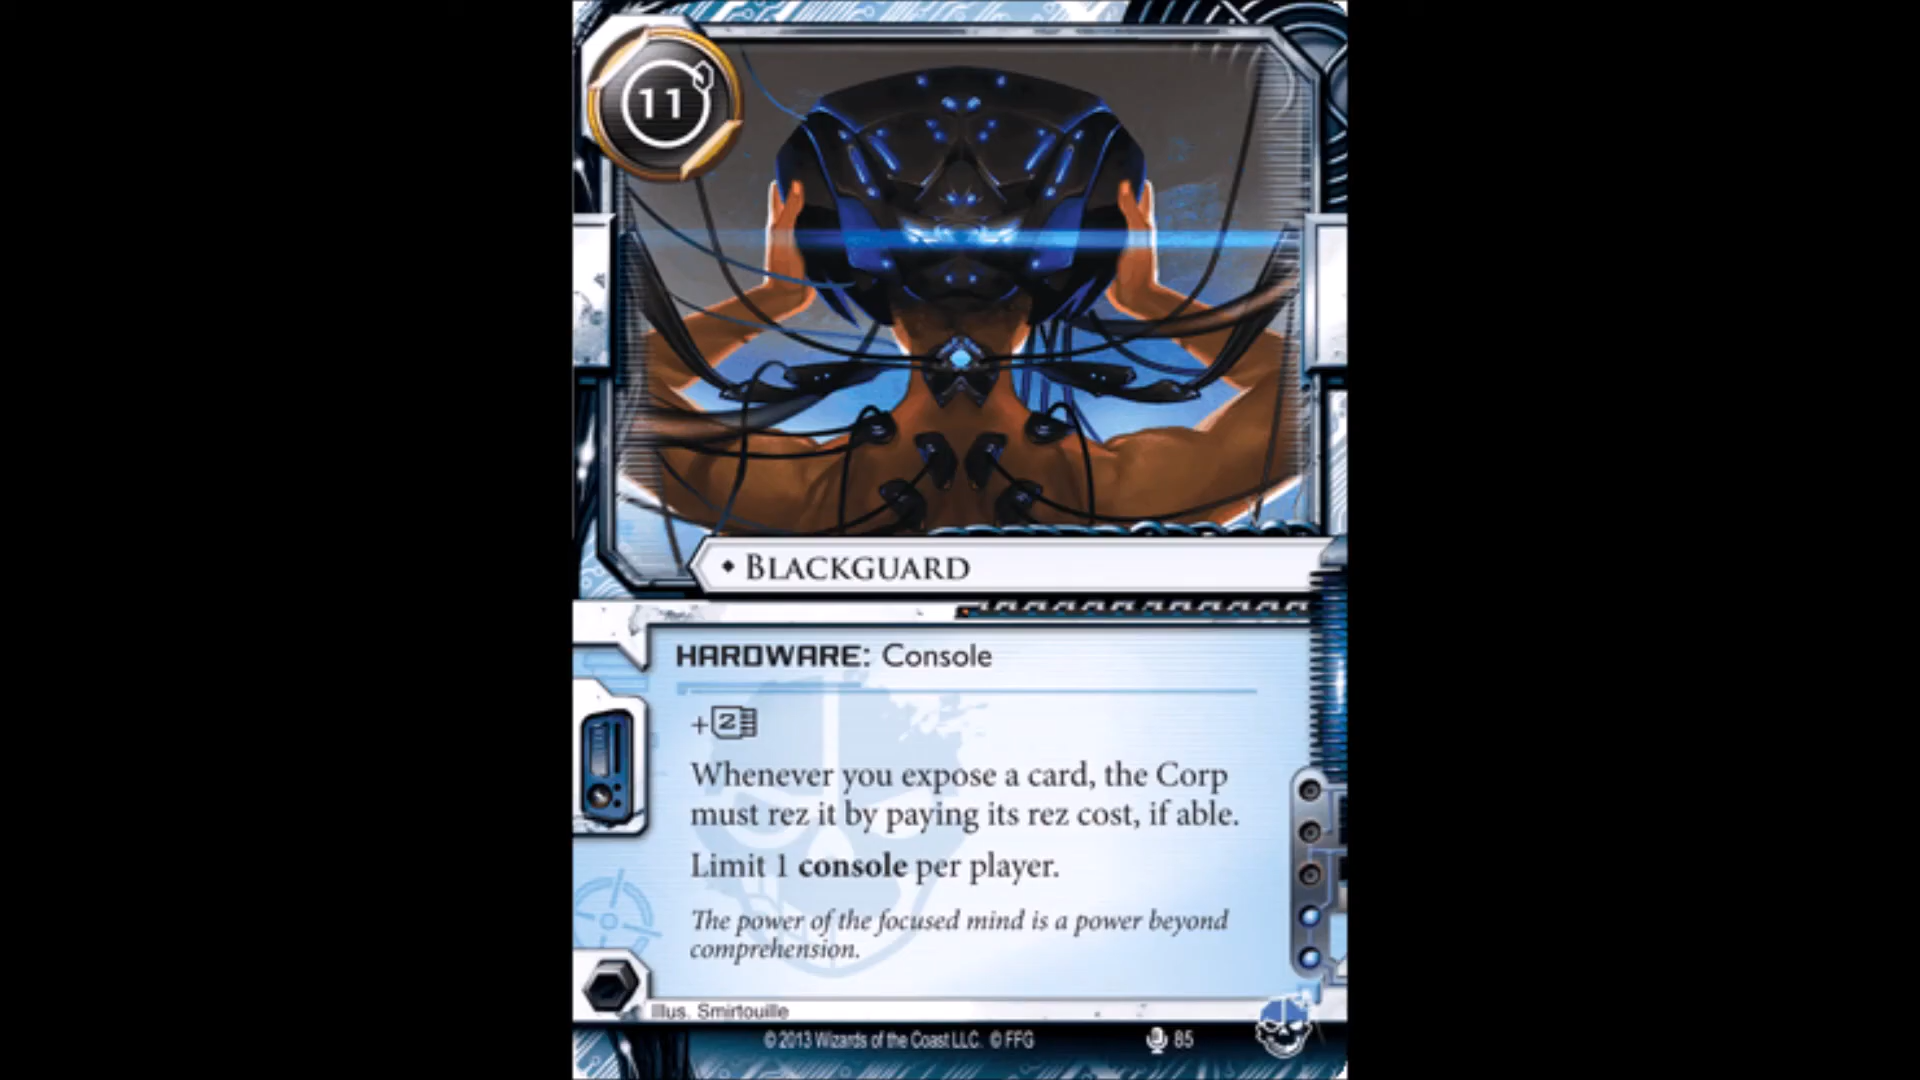 11
♦ BLACKGUARD
HARDWARE: Console
+2
Whenever you expose a card, the Corp
must rez it by paying its rez cost, if able.
Limit 1 console per player.
The power of the focused mind is a power beyond
comprehension.
Illus. Smirtouille
© 2013 Wizards of the Coast LLC. © FFG 85